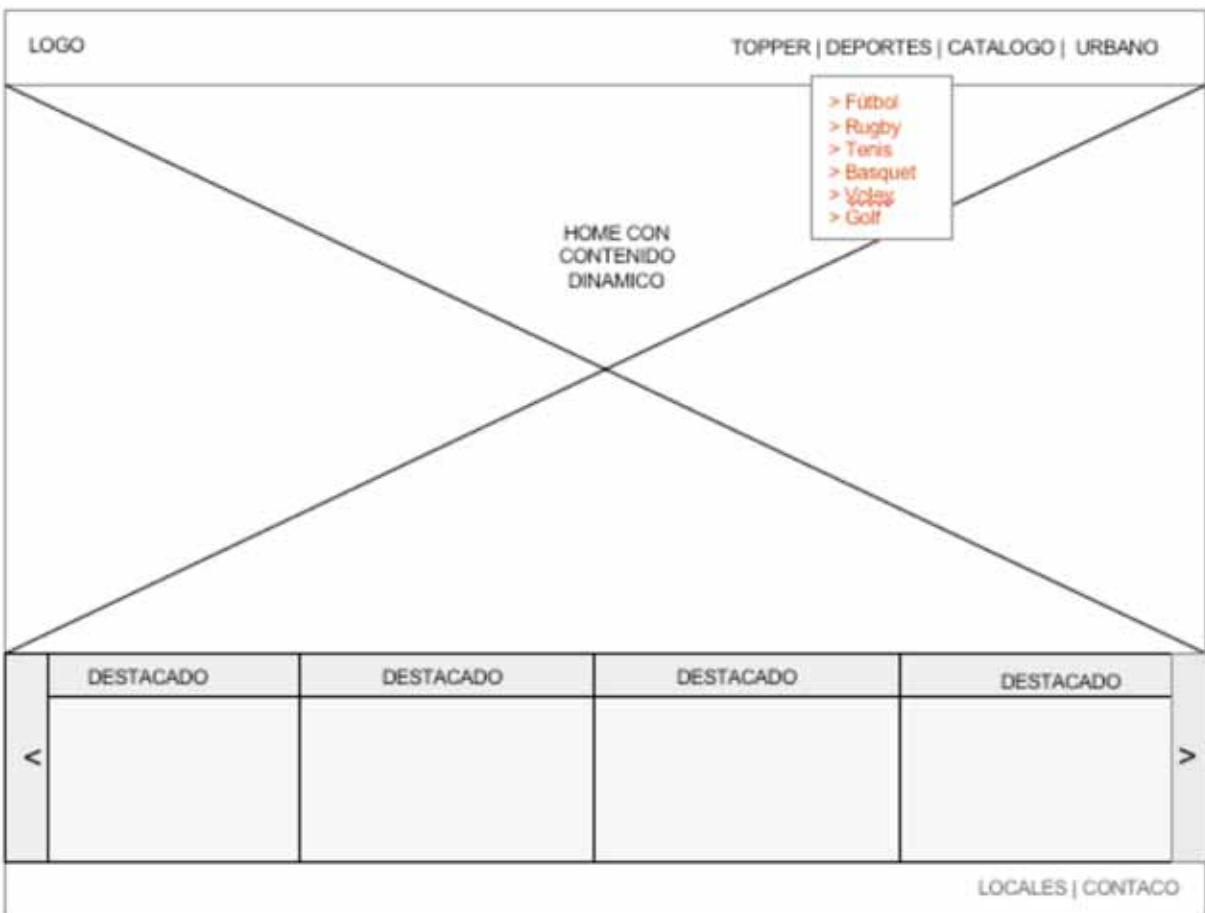 LOGO
TOPPER | DEPORTES | CATALOGO | URBANO
> Fútbol
> Rugby
> Tenis
> Basquet
> Voley
> Golf
HOME CON
CONTENIDO
DINAMICO
DESTACADO
DESTACADO
DESTACADO
DESTACADO
<
>
LOCALES | CONTACO